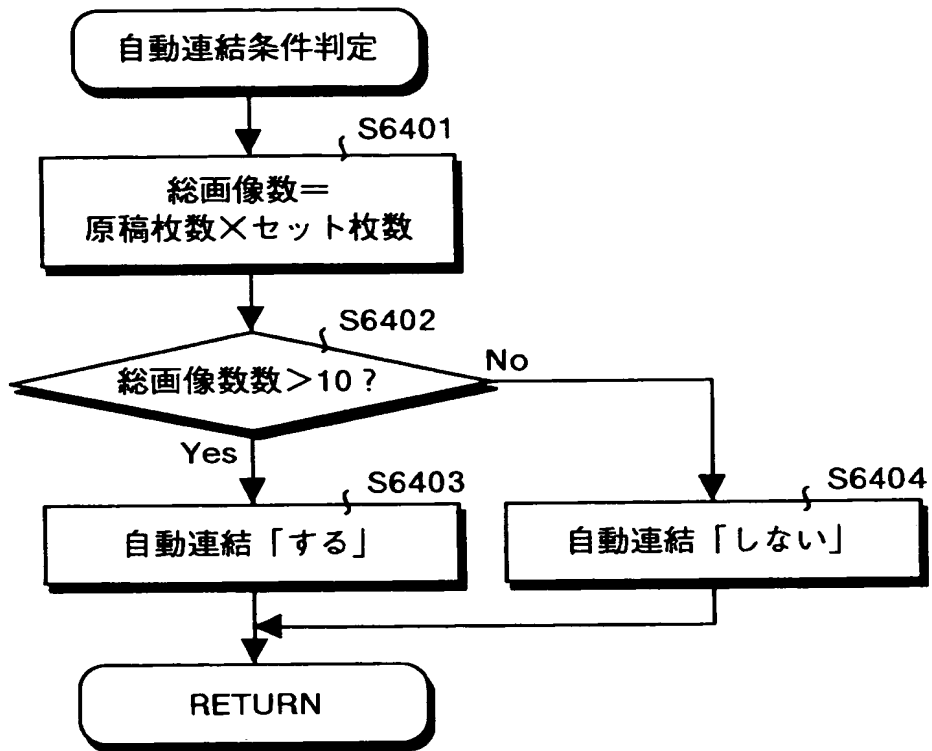 自動連結条件判定
S6401
総画像数＝
原稿枚数×セット枚数
S6402
総画像数数＞10？
No
Yes
S6403
自動連結「する」
S6404
自動連結「しない」
RETURN